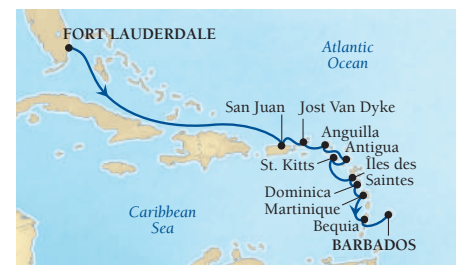 FORT LAUDERDALE
Atlantic
Ocean
San Juan
Jost Van Dyke
Anguilla
Antigua
St. Kitts
Îles des
Saintes
Dominica
Martinique
Caribbean
Sea
Bequia
BARBADOS